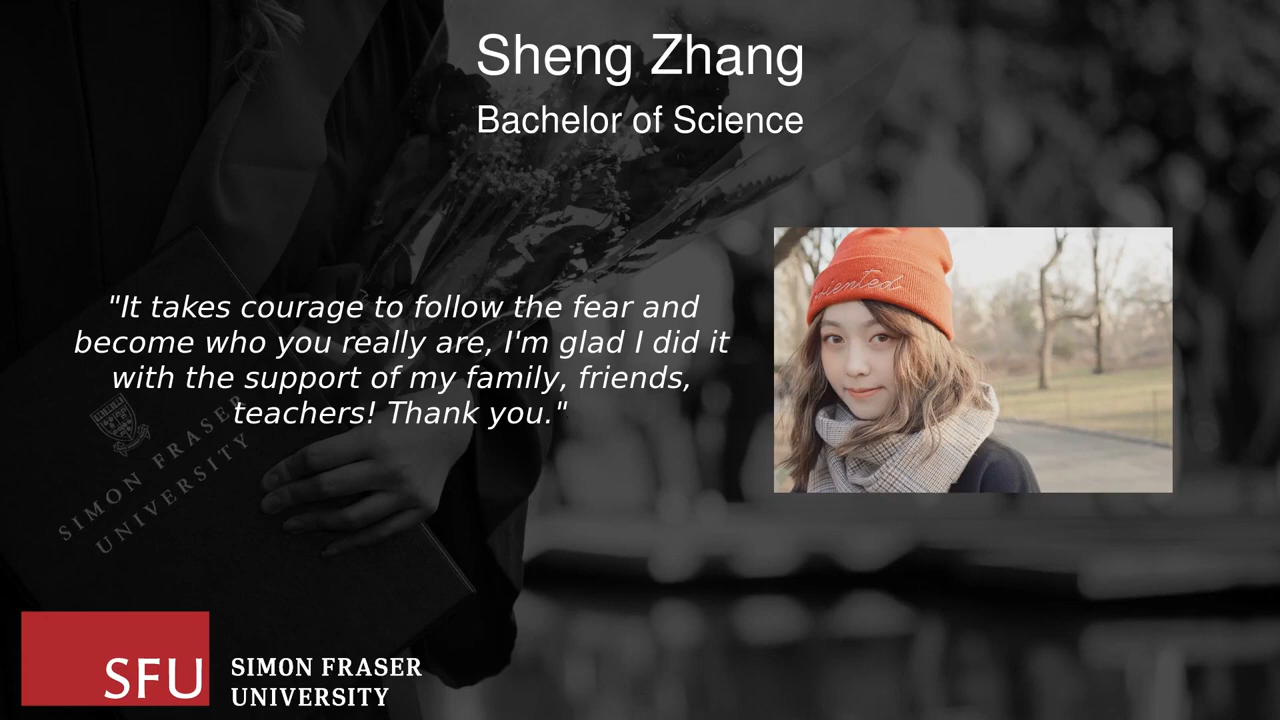 Sheng Zhang
Bachelor of Science
"It takes courage to follow the fear and
become who you really are, I'm glad I did it
with the support of my family, friends,
teachers! Thank you."
SIMON FRASER
UNIVERSITY
SFU SIMON FRASER
UNIVERSITY